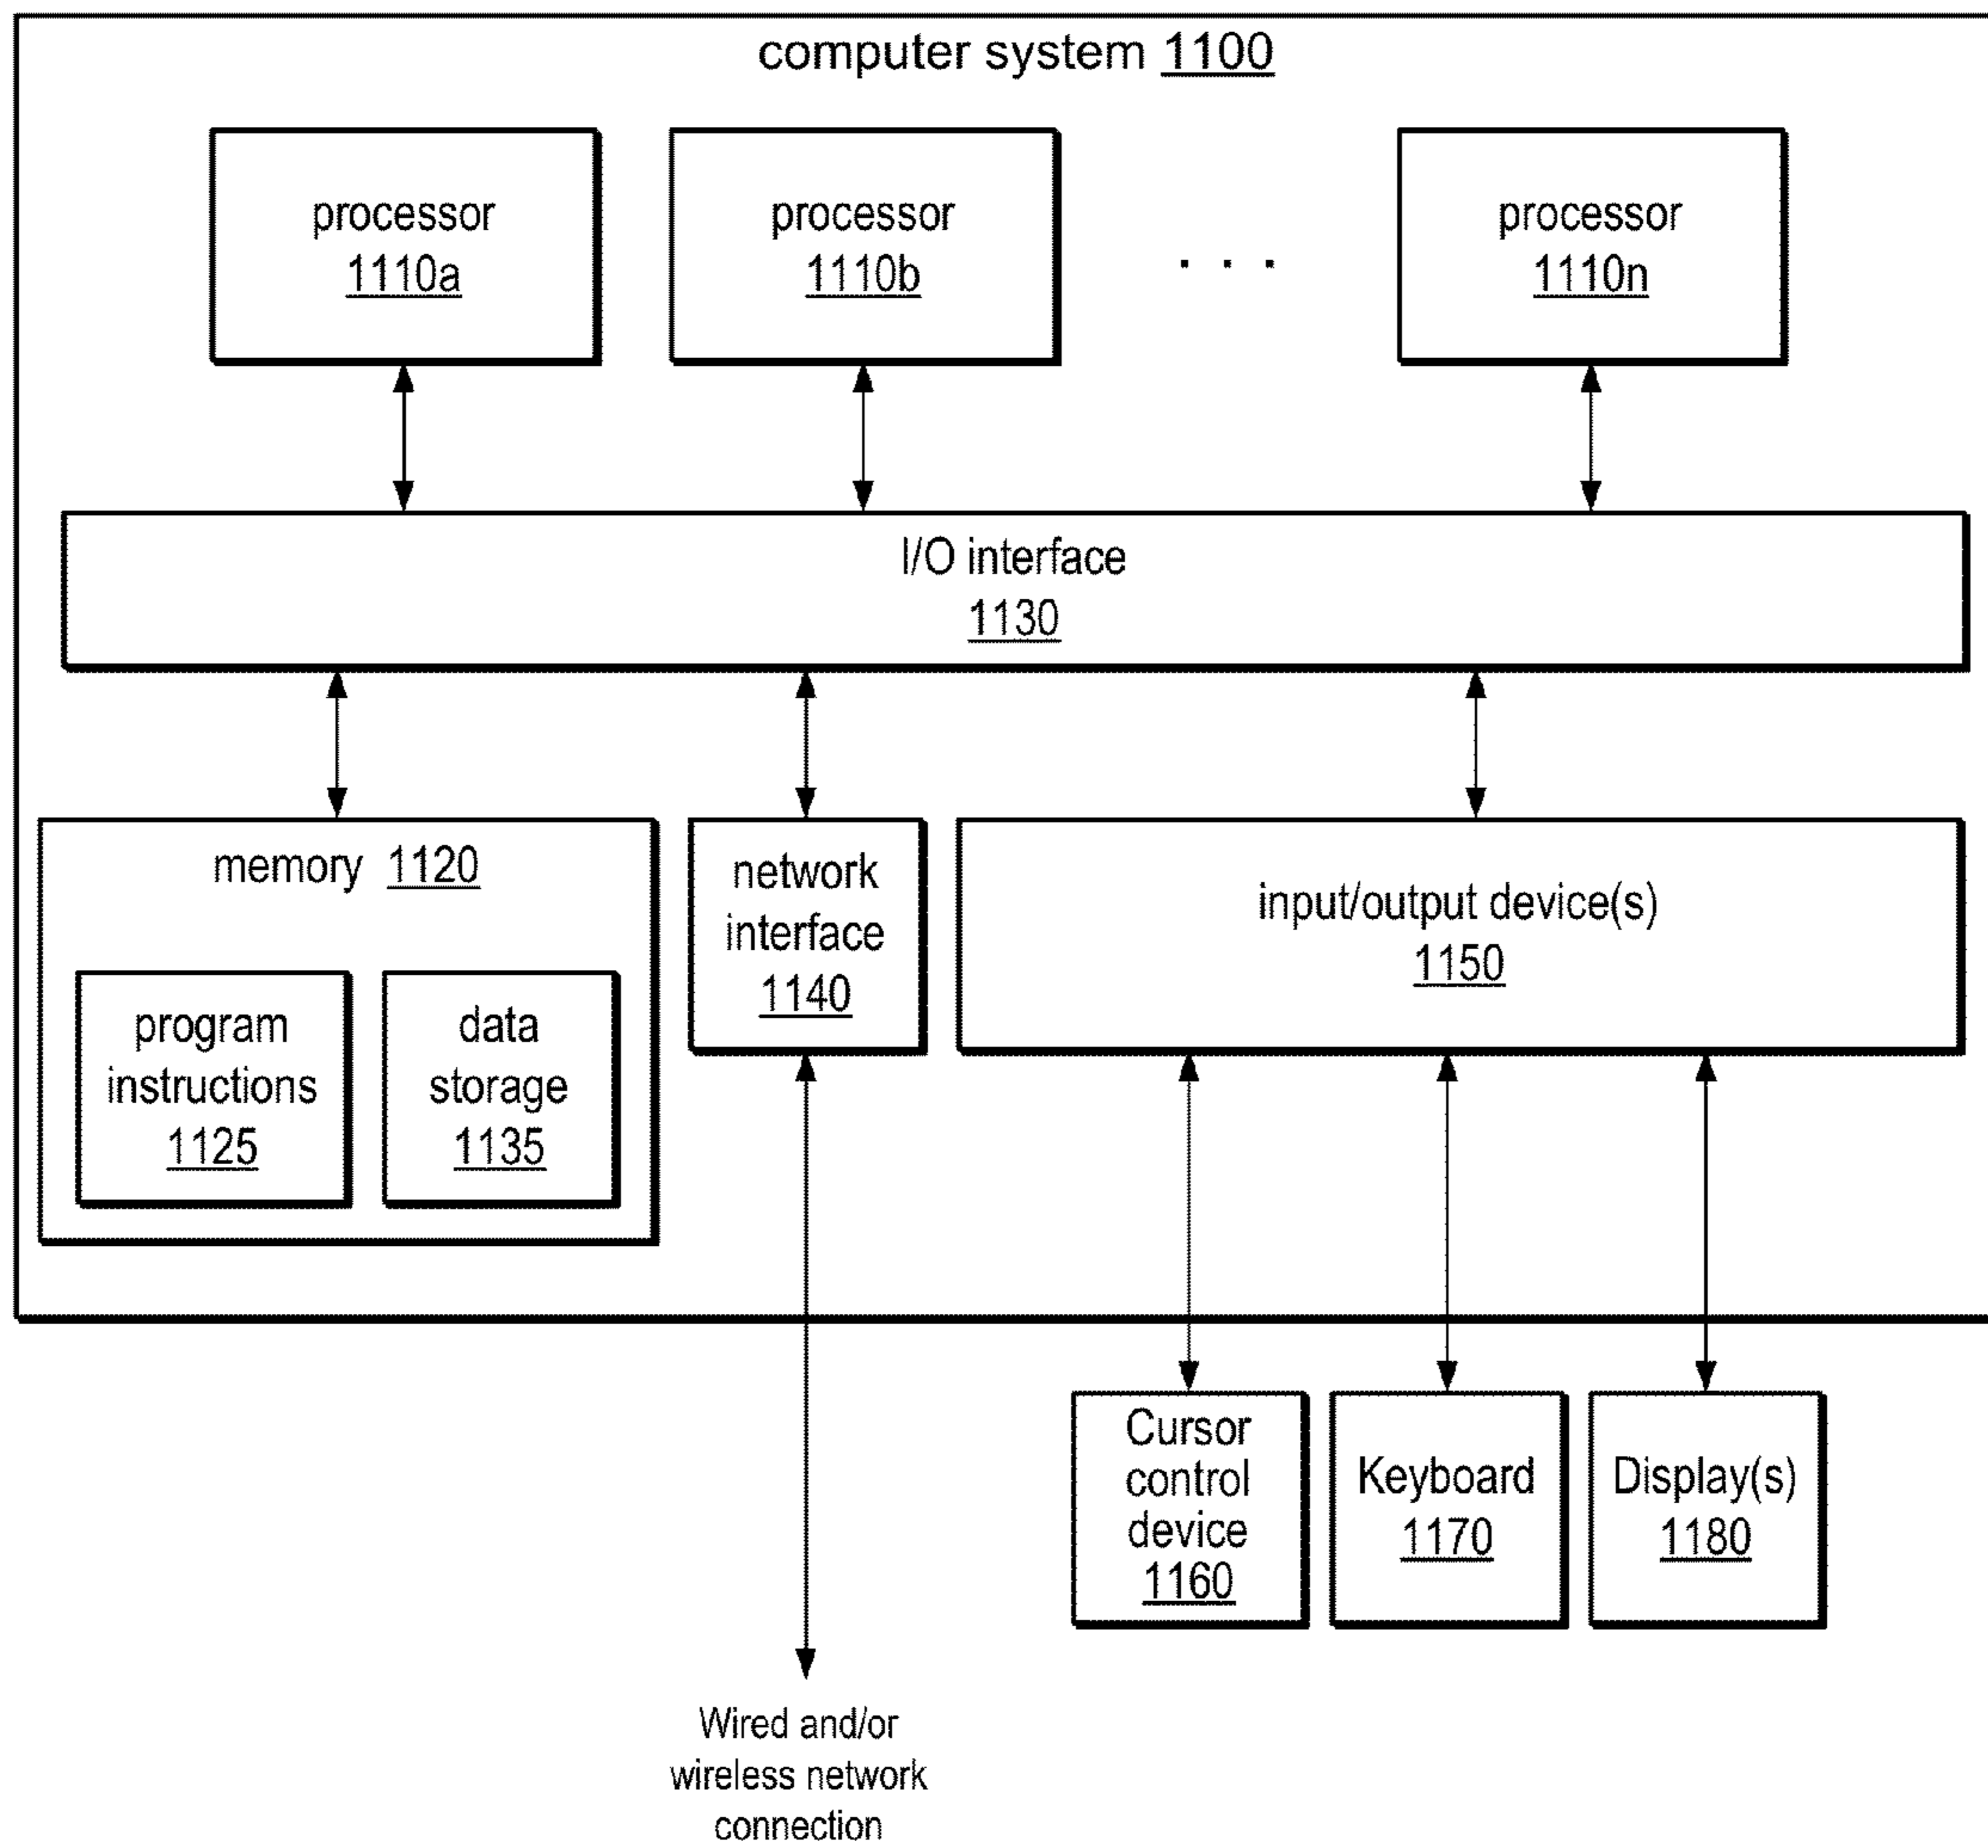 computer system 1100
processor
1110a
processor
1110b
. . .
processor
1110n
I/O interface
1130
memory 1120
program
instructions
1125
data
storage
1135
network
interface
1140
input/output device(s)
1150
Cursor
control
device
1160
Keyboard
1170
Display(s)
1180
Wired and/or
wireless network
connection